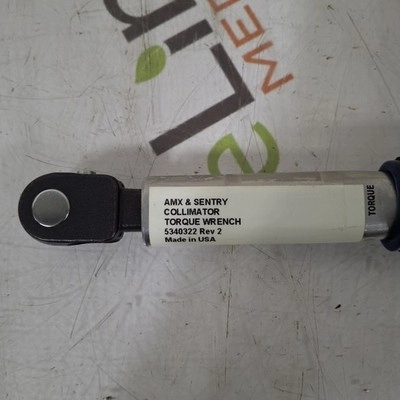 AMX & SENTRY
COLLIMATOR
TORQUE WRENCH
5340322 Rev 2
Made in USA
TORQUE